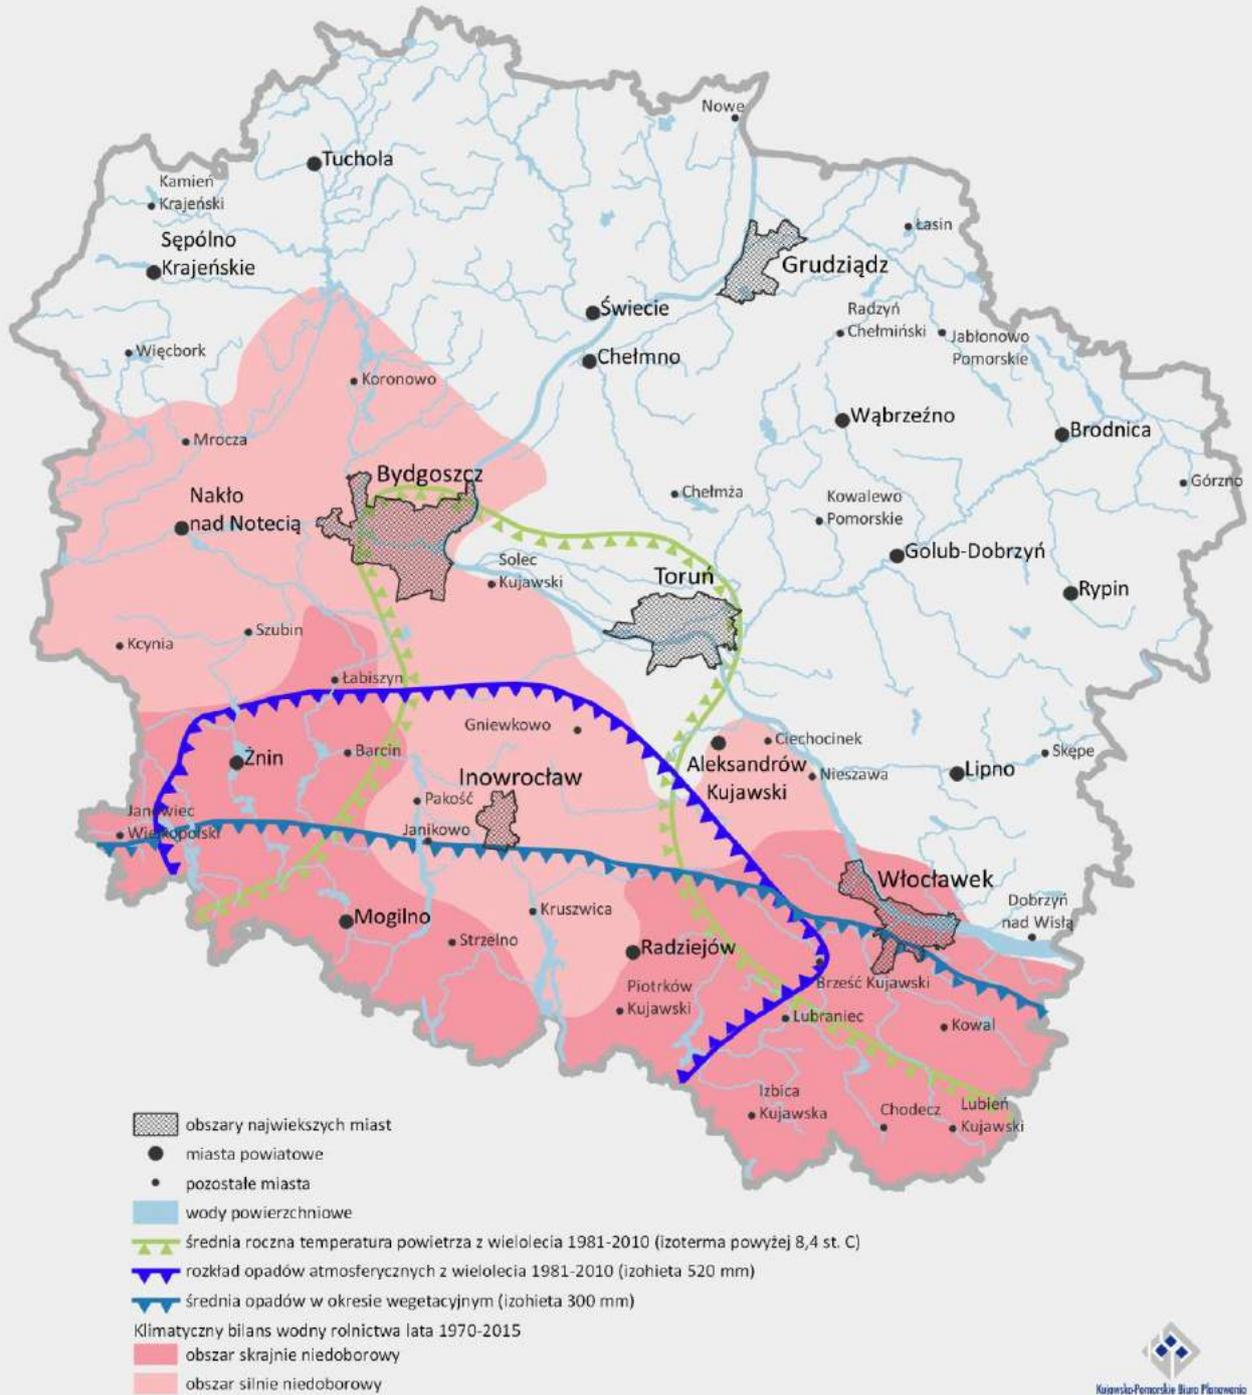 Nowe
Tuchola
Kamień
Krajeński
Łasin
Sępólno
Krajeńskie
Grudziądz
Świecie
Radzyń
Chełmiński
Jabłonowo
Pomorskie
Więcbork
Chełmno
Koronowo
Wąbrzeźno
Brodnica
Mrocza
Bydgoszcz
Górzno
Nakło
nad Notecią
Chełmża
Kowalewo
Pomorskie
Golub-Dobrzyń
Solec
Kujawski
Toruń
Rypin
Szubin
Kcynia
Łabiszyn
Gniewkowo
Ciechocinek
Żnin
Barcin
Aleksandrów
Kujawski
Nieszawa
Skępe
Lipno
Inowrocław
Pakość
Janowiec
Wielkopolski
Janikowo
Włocławek
Mogilno
Kruszwica
Dobrzyń
nad Wisłą
Strzelno
Radziejów
Piotrków
Kujawski
Brześć Kujawski
Lubraniec
Kowal
Izbica
Kujawska
Chodecz
Lubień
Kujawski
obszary najwiekszych miast
miasta powiatowe
pozostałe miasta
wody powierzchniowe
średnia roczna temperatura powietrza z wielolecia 1981-2010 (izoterma powyżej 8,4 st. C)
rozkład opadów atmosferycznych z wielolecia 1981-2010 (izohieta 520 mm)
średnia opadów w okresie wegetacyjnym (izohieta 300 mm)
Klimatyczny bilans wodny rolnictwa lata 1970-2015
obszar skrajnie niedoborowy
obszar silnie niedoborowy
Kujawsko-Pomorskie Biuro Planowania